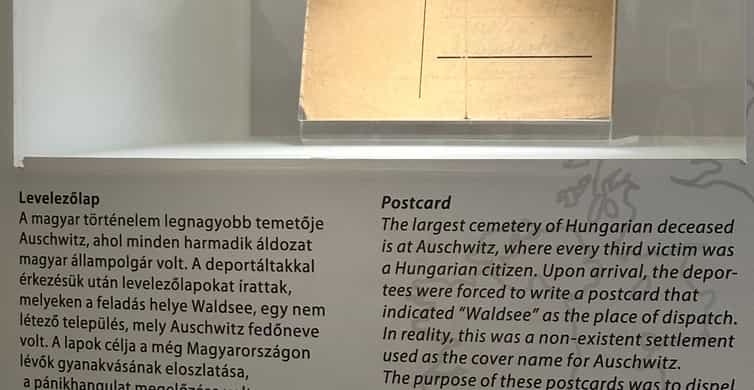 Levelezőlap
A magyar történelem legnagyobb temetője
Auschwitz, ahol minden harmadik áldozat
magyar állampolgár volt. A deportáltakkal
érkezésük után levelezőlapokat írattak,
melyeken a feladás helye Waldsee, egy nem
létező település, mely Auschwitz fedőneve
volt. A lapok célja a még Magyarországon
lévők gyanakvásának eloszlatása,
a pánikhangulat megelőzése volt
Postcard
The largest cemetery of Hungarian deceased
is at Auschwitz, where every third victim was
a Hungarian citizen. Upon arrival, the depor-
tees were forced to write a postcard that
indicated "Waldsee" as the place of dispatch.
In reality, this was a non-existent settlement
used as the cover name for Auschwitz.
The purpose of these postcards was to dispel